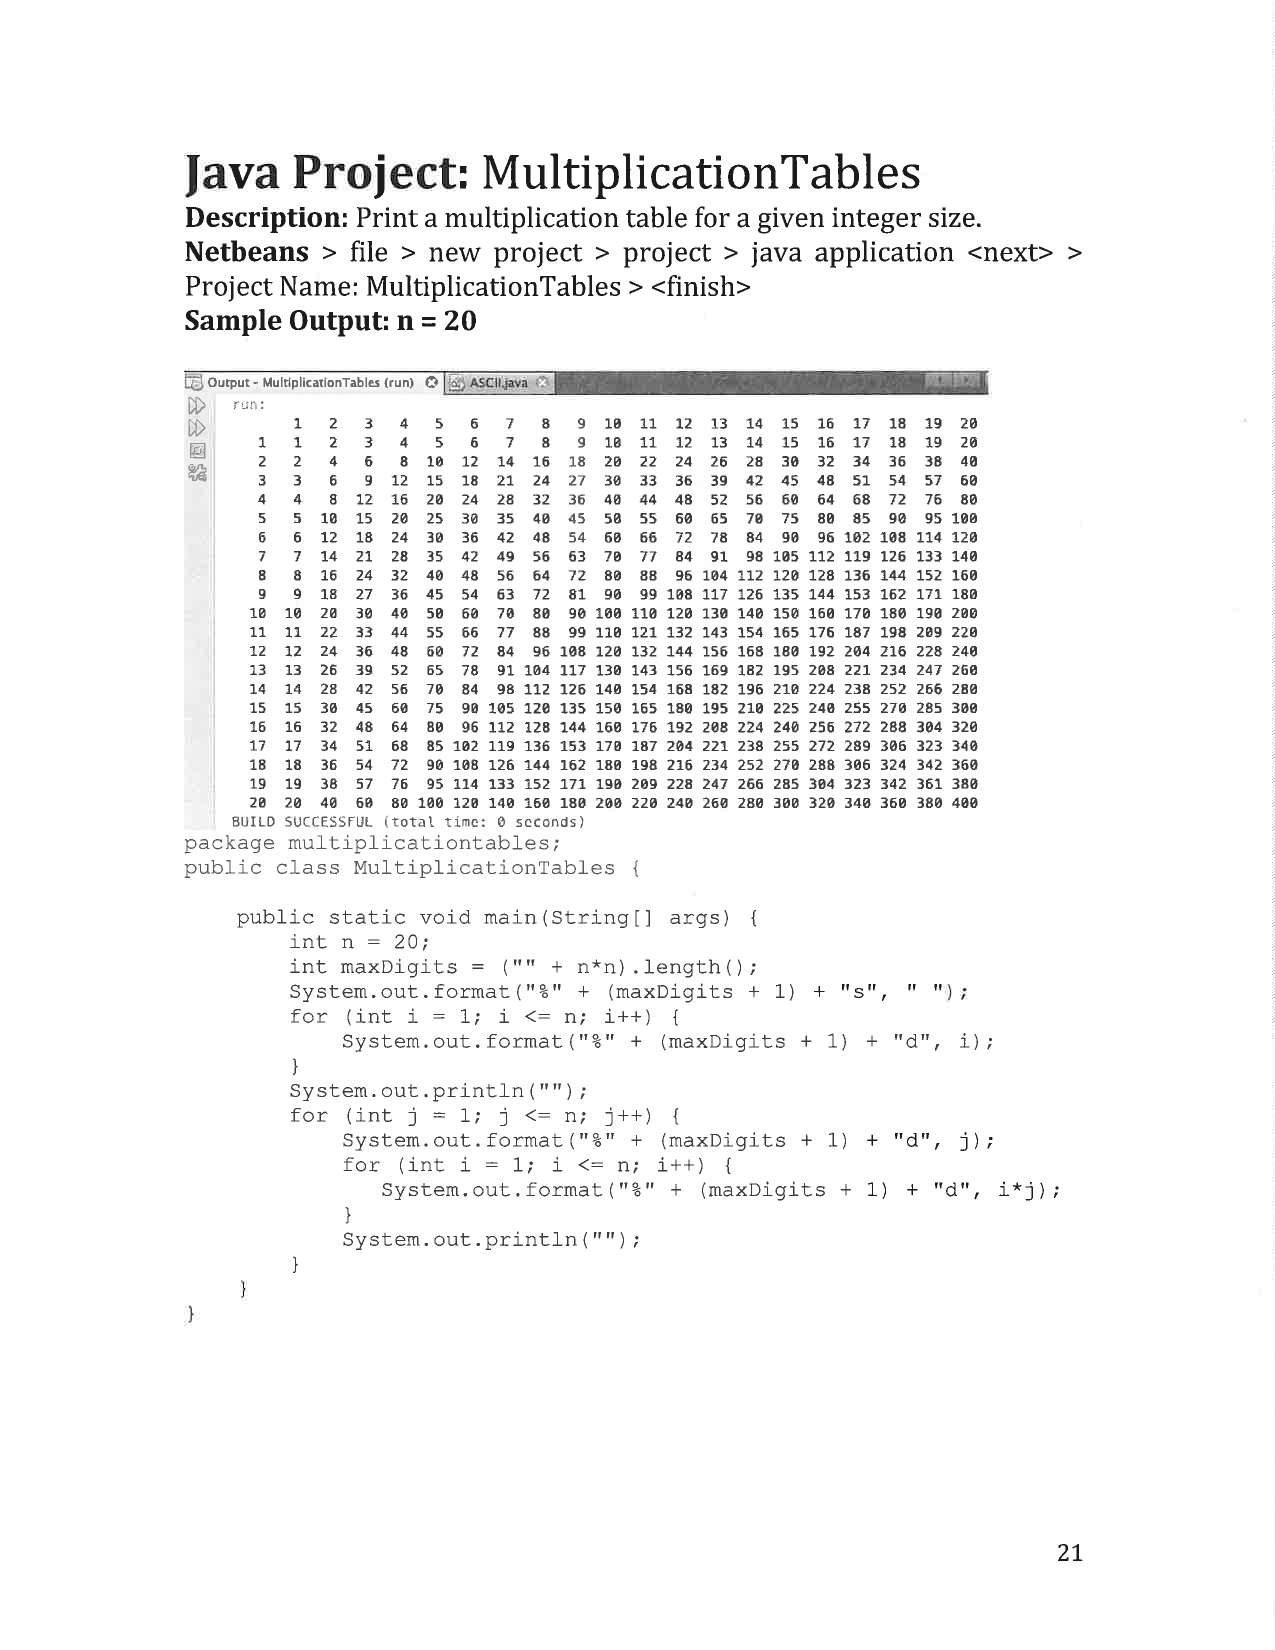 Java Project: MultiplicationTables
Description: Print a multiplication table for a given integer size.
Netbeans > file > new project > project > java application <next> >
Project Name: MultiplicationTables > <finish>
Sample Output: n = 20
Output - MultiplicationTables (run) ASCII.java
run:
1 2 3 4 5 6 7 8 9 10 11 12 13 14 15 16 17 18 19 20
1 1 2 3 4 5 6 7 8 9 10 11 12 13 14 15 16 17 18 19 20
2 2 4 6 8 10 12 14 16 18 20 22 24 26 28 30 32 34 36 38 40
3 3 6 9 12 15 18 21 24 27 30 33 36 39 42 45 48 51 54 57 60
4 4 8 12 16 20 24 28 32 36 40 44 48 52 56 60 64 68 72 76 80
5 5 10 15 20 25 30 35 40 45 50 55 60 65 70 75 80 85 90 95 100
6 6 12 18 24 30 36 42 48 54 60 66 72 78 84 90 96 102 108 114 120
7 7 14 21 28 35 42 49 56 63 70 77 84 91 98 105 112 119 126 133 140
8 8 16 24 32 40 48 56 64 72 80 88 96 104 112 120 128 136 144 152 160
9 9 18 27 36 45 54 63 72 81 90 99 108 117 126 135 144 153 162 171 180
10 10 20 30 40 50 60 70 80 90 100 110 120 130 140 150 160 170 180 190 200
11 11 22 33 44 55 66 77 88 99 110 121 132 143 154 165 176 187 198 209 220
12 12 24 36 48 60 72 84 96 108 120 132 144 156 168 180 192 204 216 228 240
13 13 26 39 52 65 78 91 104 117 130 143 156 169 182 195 208 221 234 247 260
14 14 28 42 56 70 84 98 112 126 140 154 168 182 196 210 224 238 252 266 280
15 15 30 45 60 75 90 105 120 135 150 165 180 195 210 225 240 255 270 285 300
16 16 32 48 64 80 96 112 128 144 160 176 192 208 224 240 256 272 288 304 320
17 17 34 51 68 85 102 119 136 153 170 187 204 221 238 255 272 289 306 323 340
18 18 36 54 72 90 108 126 144 162 180 198 216 234 252 270 288 306 324 342 360
19 19 38 57 76 95 114 133 152 171 190 209 228 247 266 285 304 323 342 361 380
20 20 40 60 80 100 120 140 160 180 200 220 240 260 280 300 320 340 360 380 400
BUILD SUCCESSFUL (total time: 0 seconds)
package multiplicationtables;
public class MultiplicationTables {
public static void main(String[] args) {
int n = 20;
int maxDigits = ("" + n*n).length();
System.out.format("%" + (maxDigits + 1) + "s", " ");
for (int i = 1; i <= n; i++) {
System.out.format("%" + (maxDigits + 1) + "d", i);
}
System.out.println("");
for (int j = 1; j <= n; j++) {
System.out.format("%" + (maxDigits + 1) + "d", j);
for (int i = 1; i <= n; i++) {
System.out.format("%" + (maxDigits + 1) + "d", i*j);
}
System.out.println("");
}
}
}
21